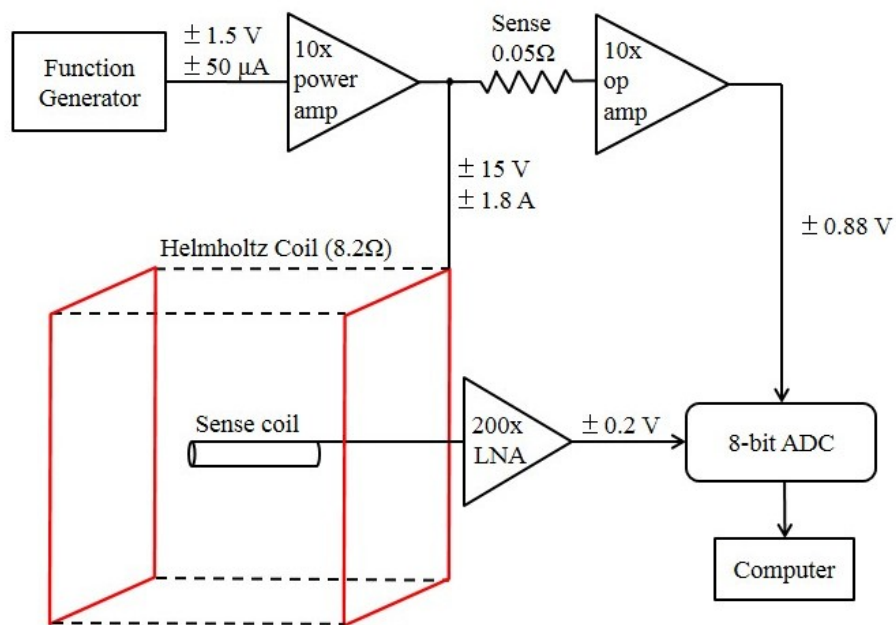 Function
Generator
± 1.5 V
± 50 μA
10x
power
amp
Sense
0.05Ω
10x
op
amp
± 15 V
± 1.8 A
± 0.88 V
Helmholtz Coil (8.2Ω)
Sense coil
200x
LNA
± 0.2 V
8-bit ADC
Computer